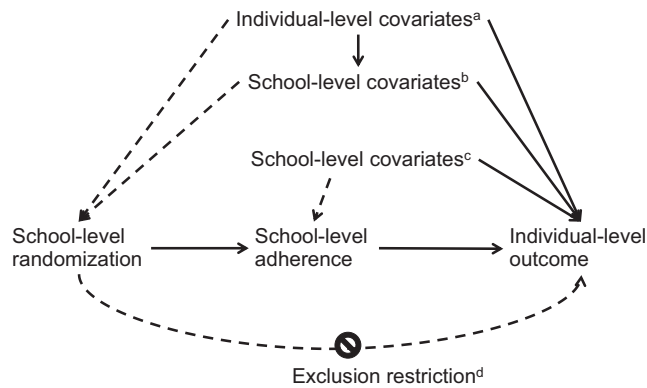 Individual-level covariatesᵃ
School-level covariatesᵇ
School-level covariatesᶜ
School-level
randomization
School-level
adherence
Individual-level
outcome
Exclusion restrictionᵈ